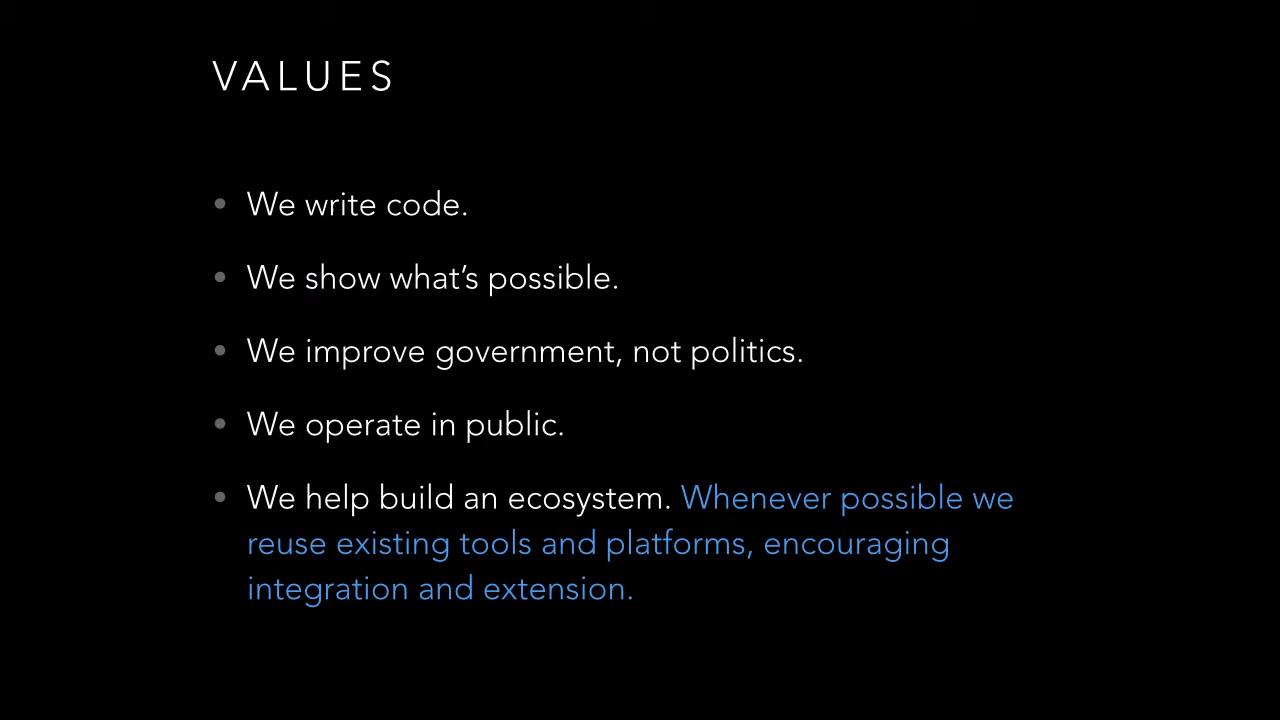 VALUES
• We write code.
• We show what’s possible.
• We improve government, not politics.
• We operate in public.
• We help build an ecosystem. Whenever possible we
reuse existing tools and platforms, encouraging
integration and extension.